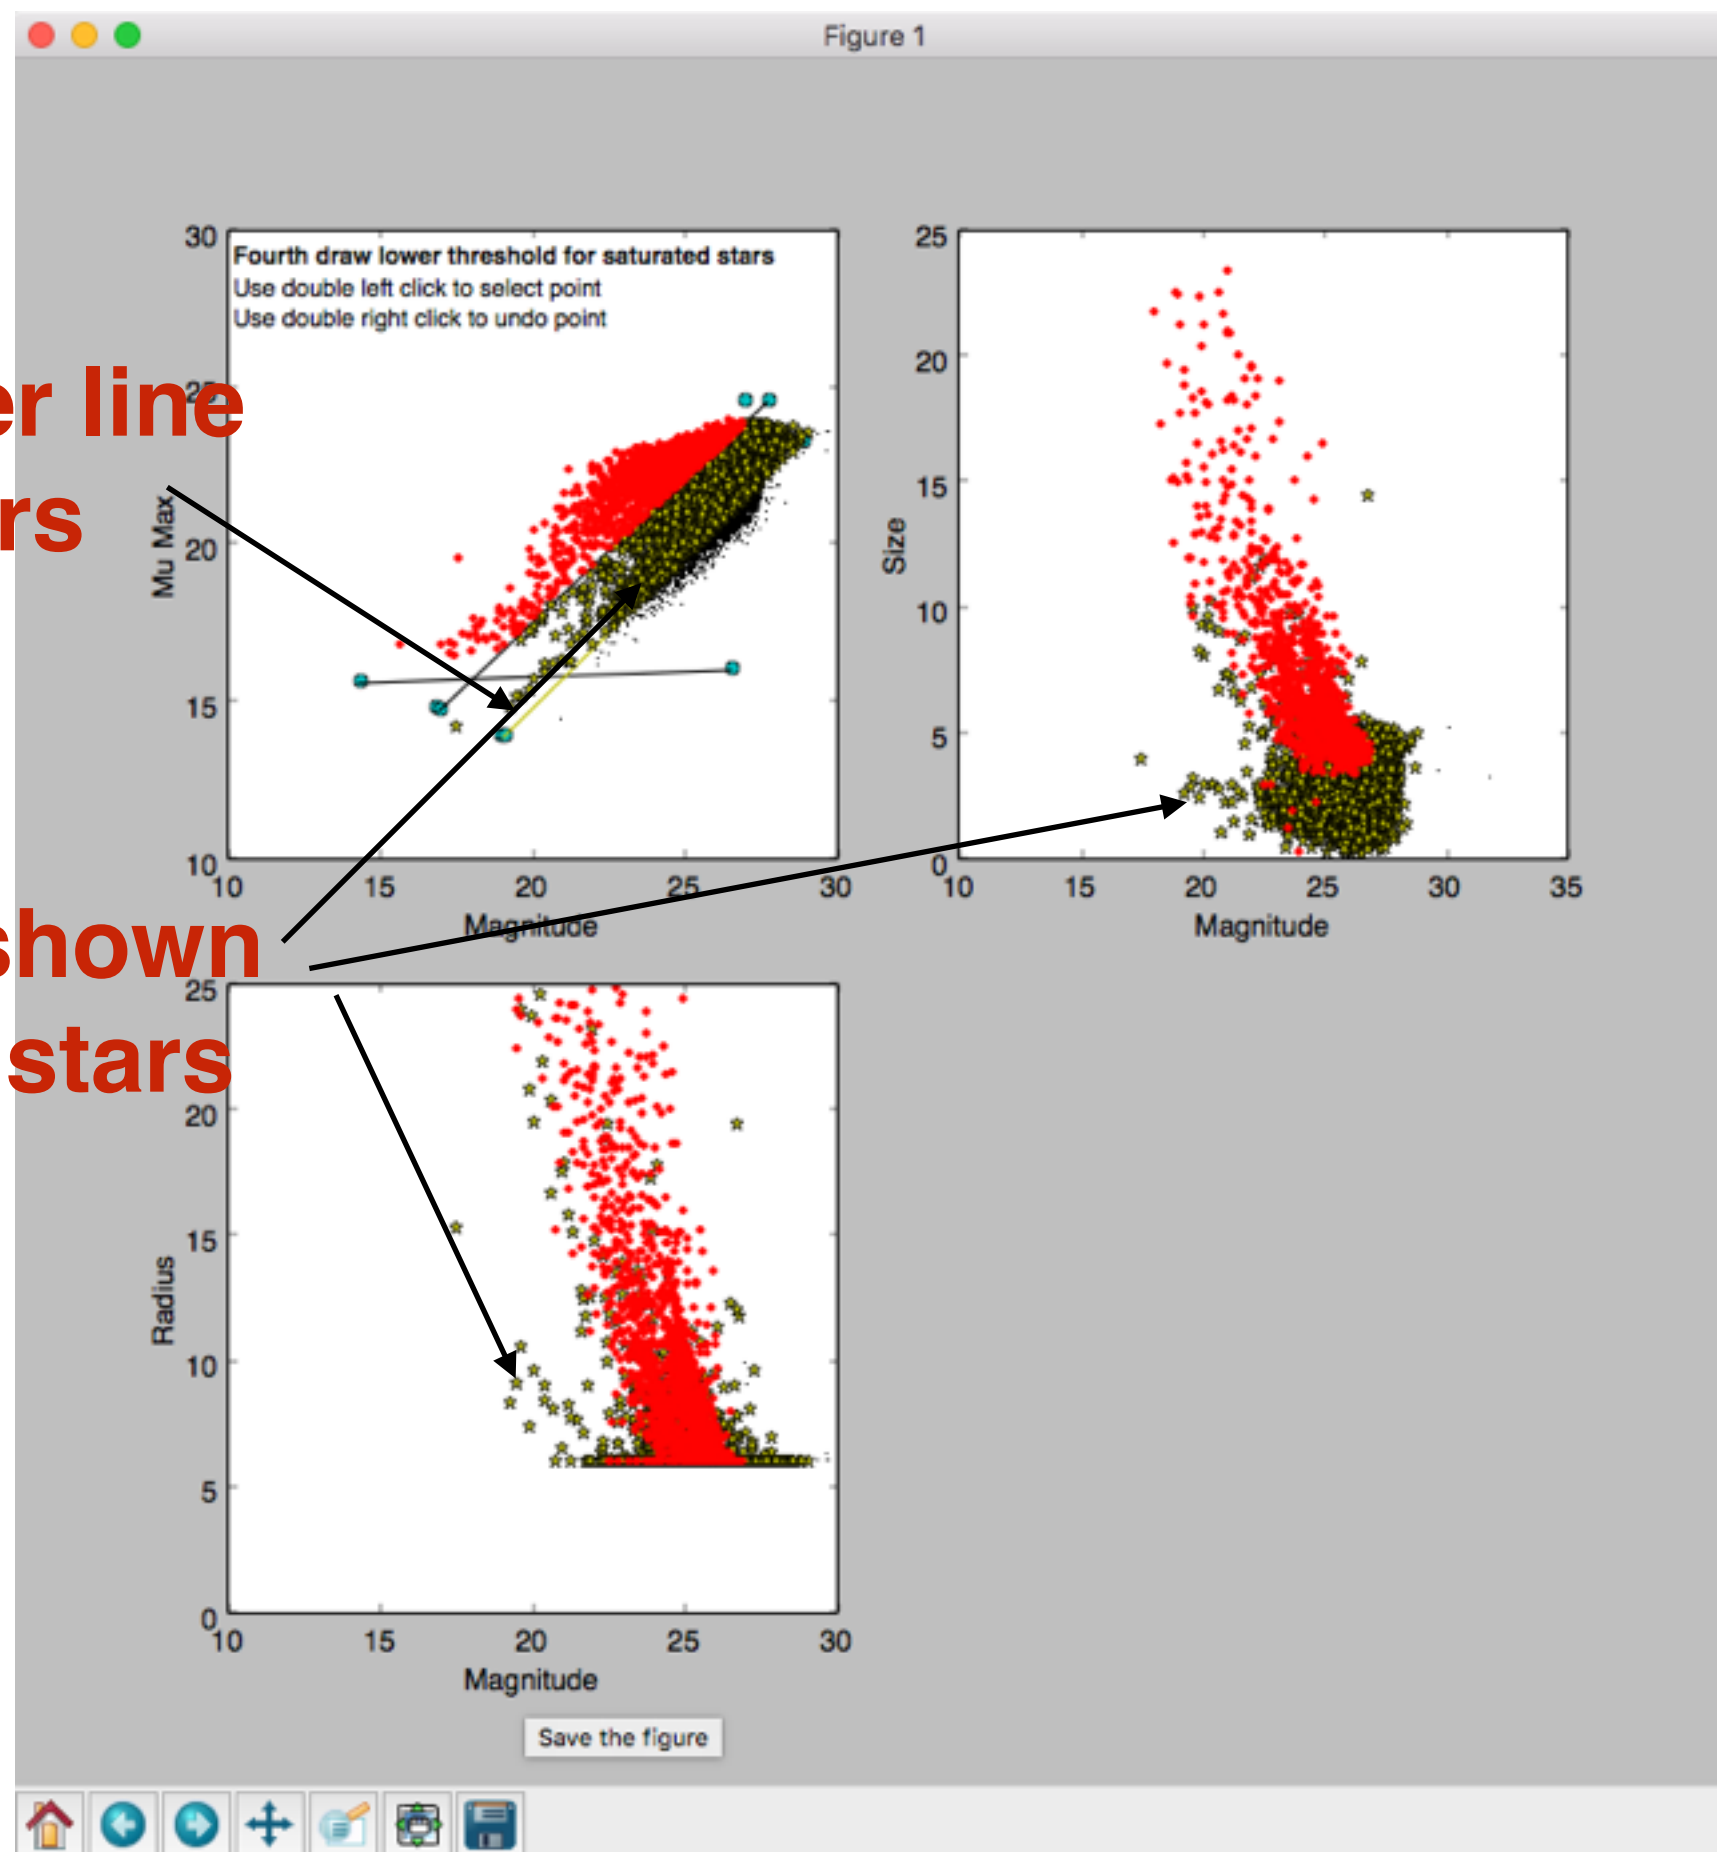 Figure 1
30
Fourth draw lower threshold for saturated stars
Use double left click to select point
Use double right click to undo point
25
20
15
10
10 15 20 25 30
Mu Max
Magnitude
er line
rs
25
20
15
10
5
0
10 15 20 25 30 35
Size
Magnitude
shown
stars
25
20
15
10
5
0
10 15 20 25 30
Radius
Magnitude
Save the figure